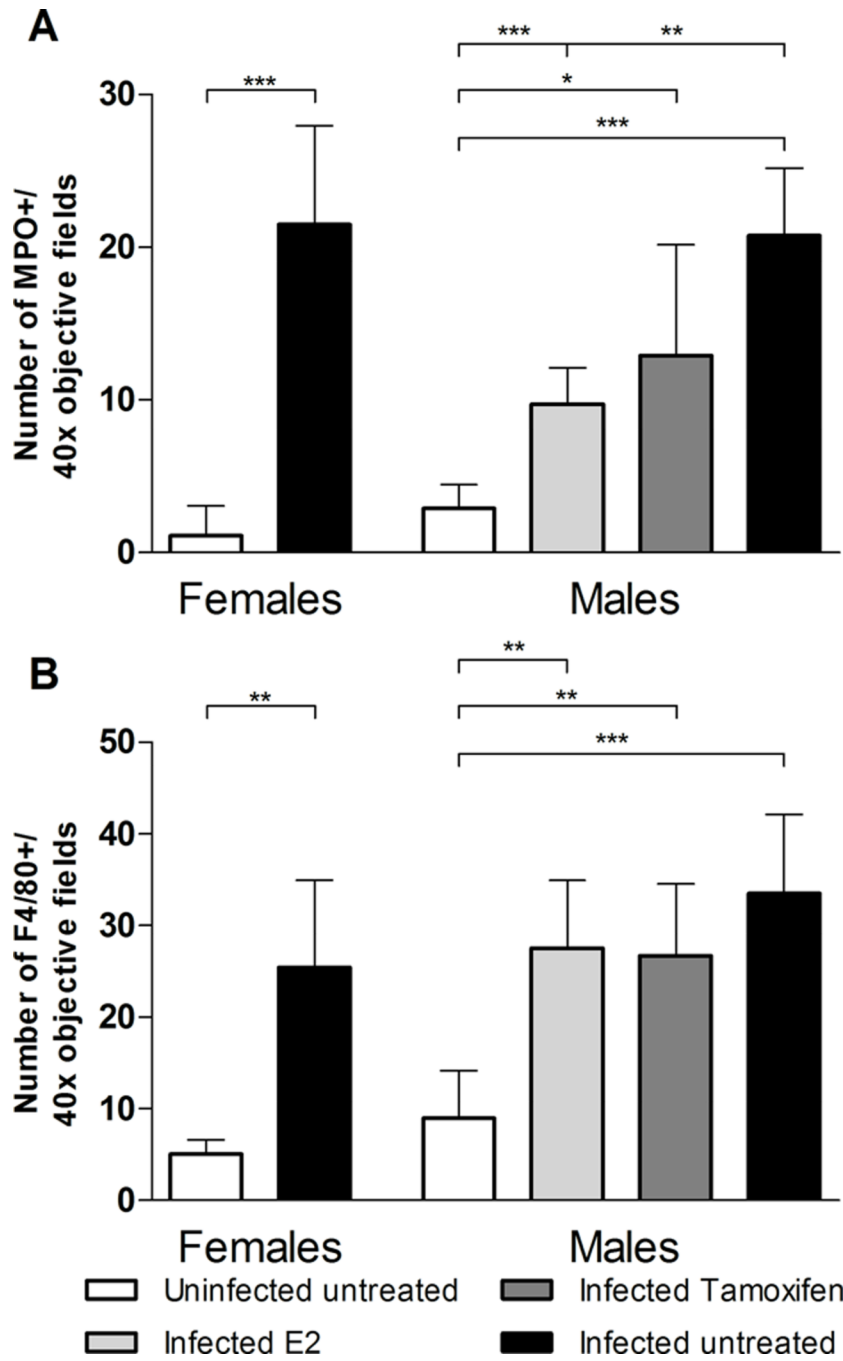 A
*** **
*** *
***
30
20
10
0
Number of MPO+/
40x objective fields
Females Males
B
**
** **
***
50
40
30
20
10
0
Number of F4/80+/
40x objective fields
Females Males
Uninfected untreated Infected Tamoxifen
Infected E2 Infected untreated